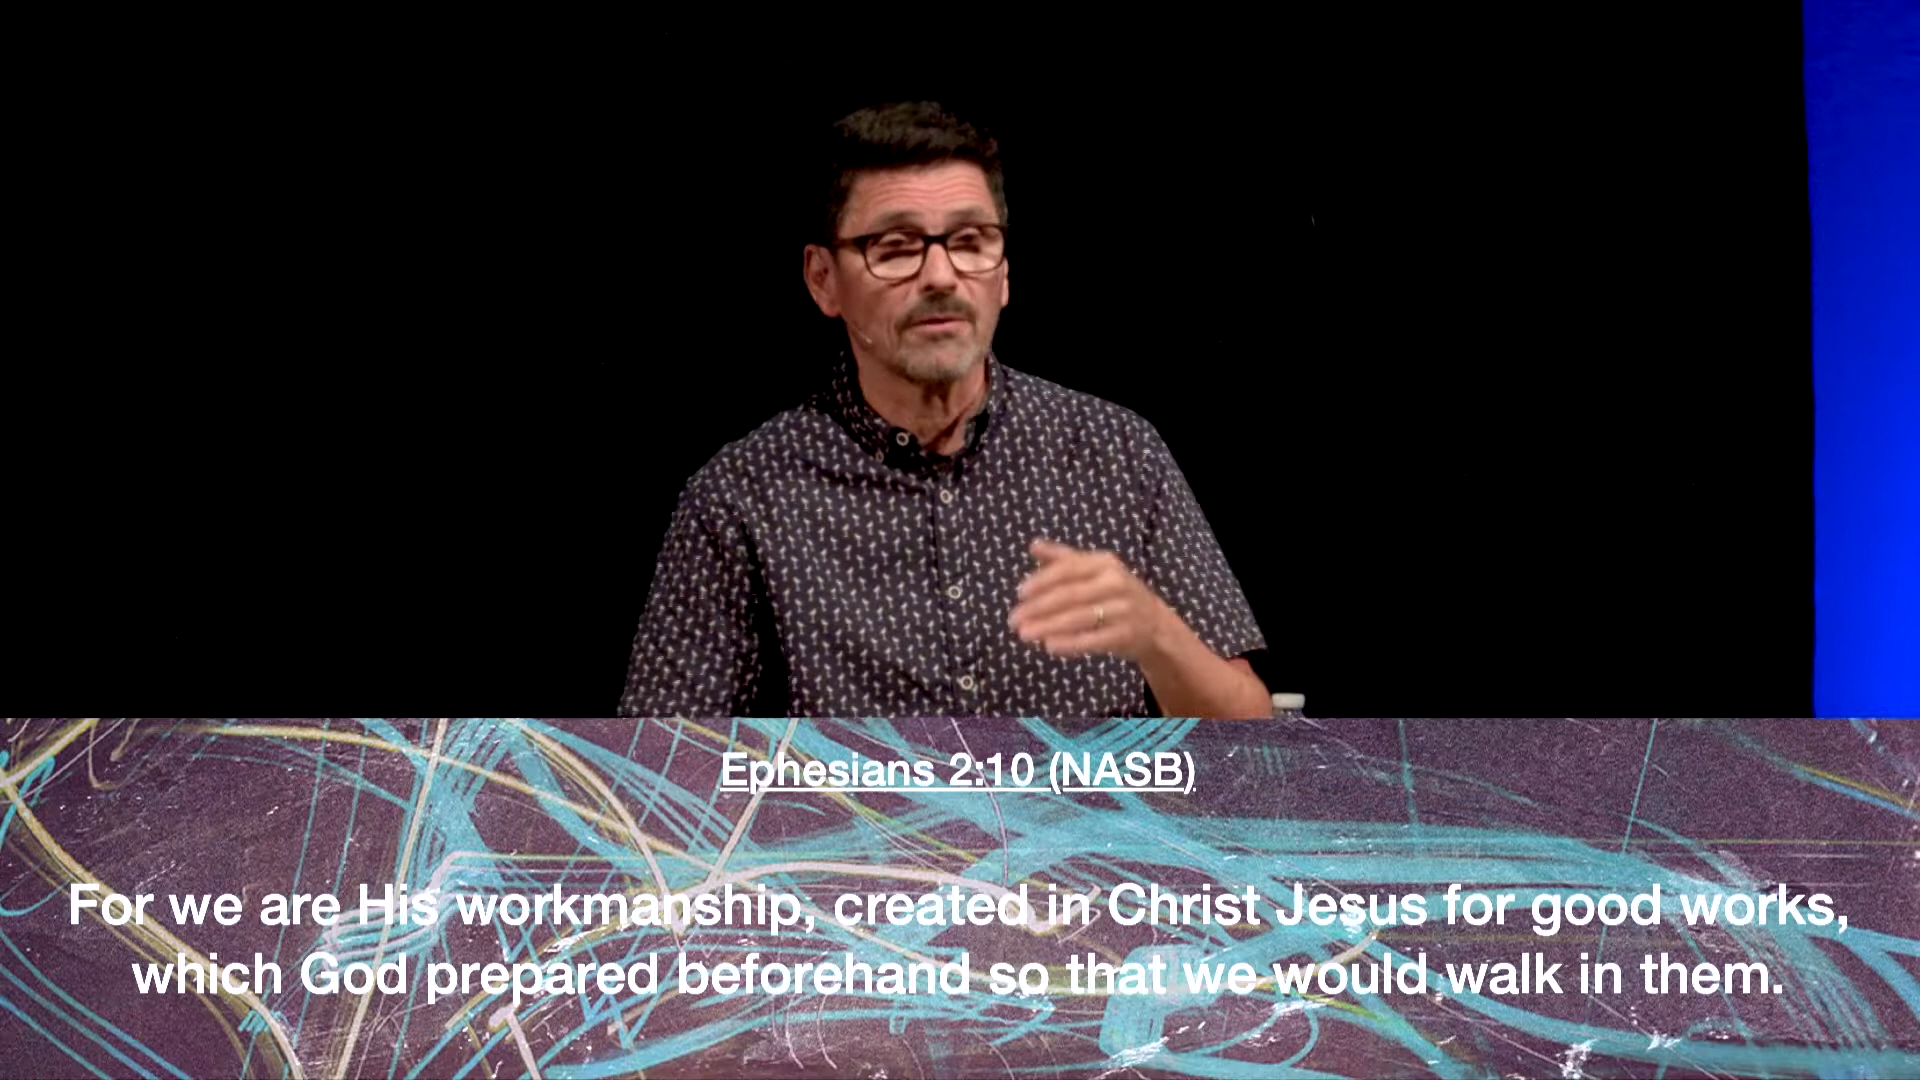 Ephesians 2:10 (NASB)
For we are His workmanship, created in Christ Jesus for good works,
which God prepared beforehand so that we would walk in them.